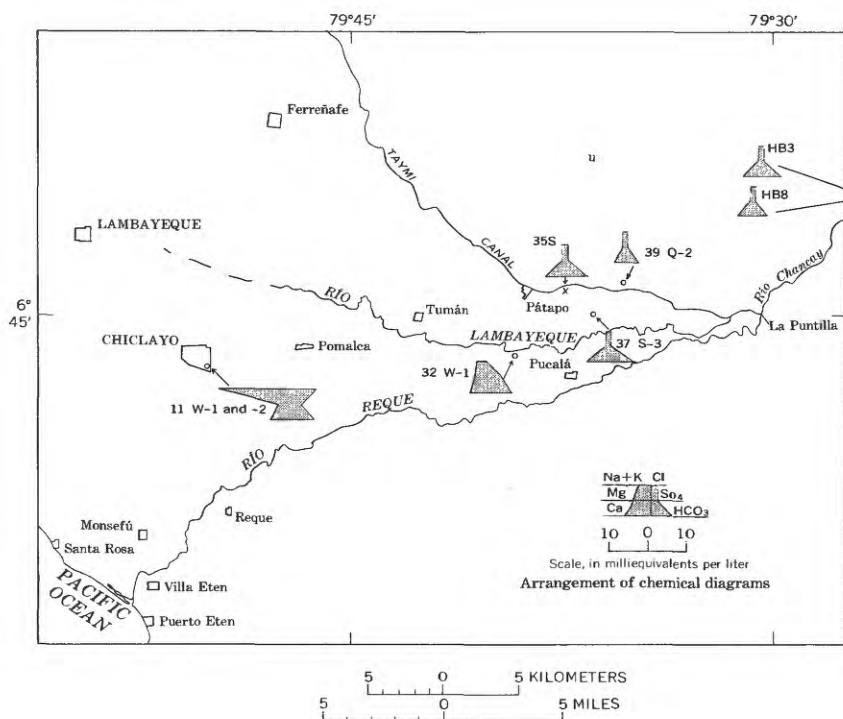 79°45'
79°30'
Ferreñafe
TAYMI
CANAL
u
HB3
HB8
LAMBAYEQUE
35S
39 Q-2
Río Chancay
x
6°
45'
RÍO
Tumán
Pátapo
LAMBAYEQUE
La Puntilla
CHICLAYO
Pomalca
37 S-3
32 W-1
Pucalá
11 W-1 and -2
REQUE
RÍO
Na+K Cl
Mg So₄
Ca HCO₃
10 0 10
Scale, in milliequivalents per liter
Arrangement of chemical diagrams
Reque
Monsefú
Santa Rosa
PACIFIC
OCEAN
Villa Eten
Puerto Eten
5 0 5 KILOMETERS
5 0 5 MILES